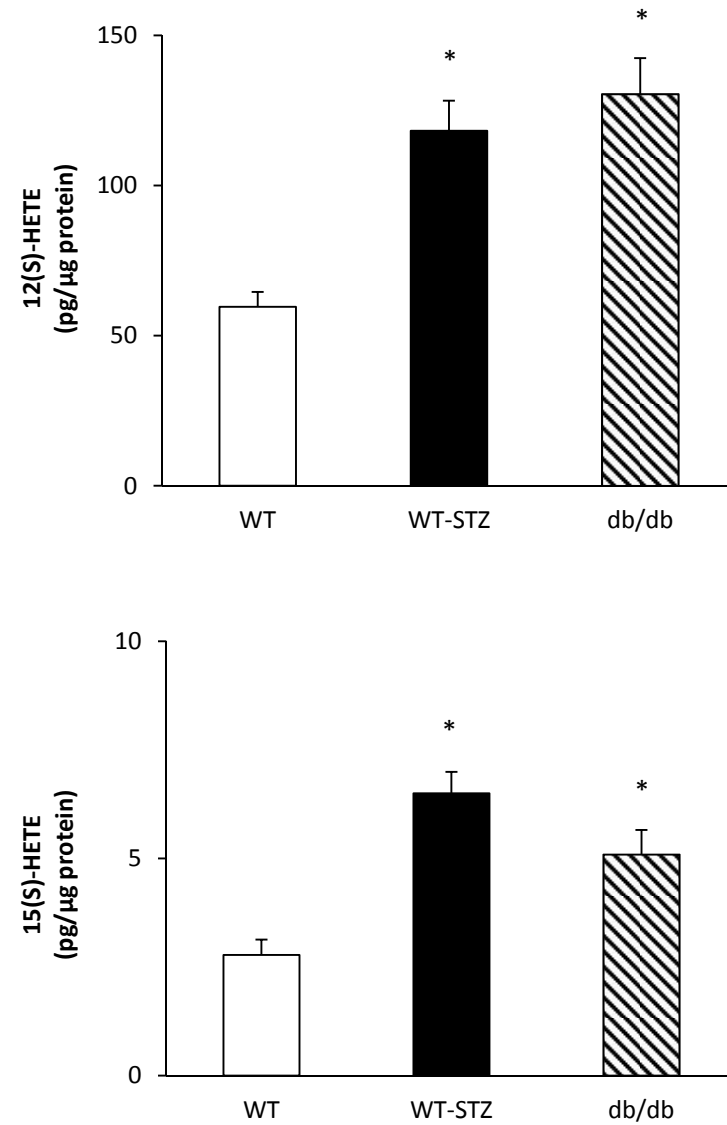 150
100
50
0
12(S)-HETE
(pg/µg protein)
*
*
WT
WT-STZ
db/db
10
5
0
15(S)-HETE
(pg/µg protein)
*
*
WT
WT-STZ
db/db